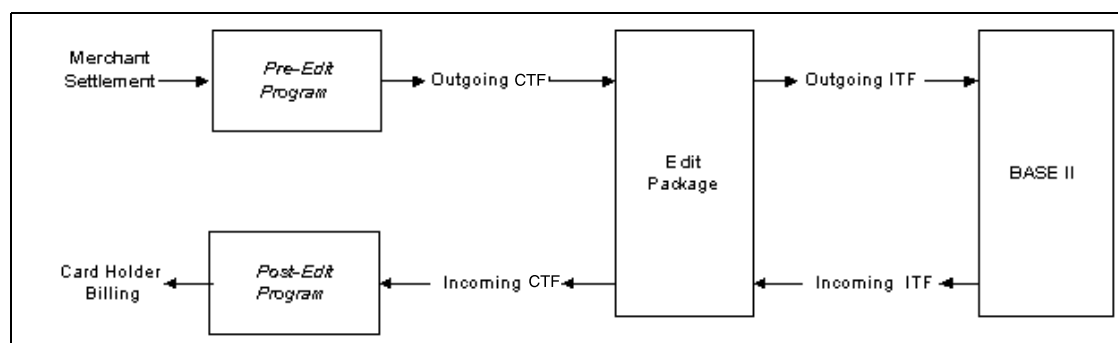 Merchant
Settlement
Pre-Edit
Program
Outgoing CTF
Edit
Package
Outgoing ITF
BASE II
Card Holder
Billing
Post-Edit
Program
Incoming CTF
Incoming ITF